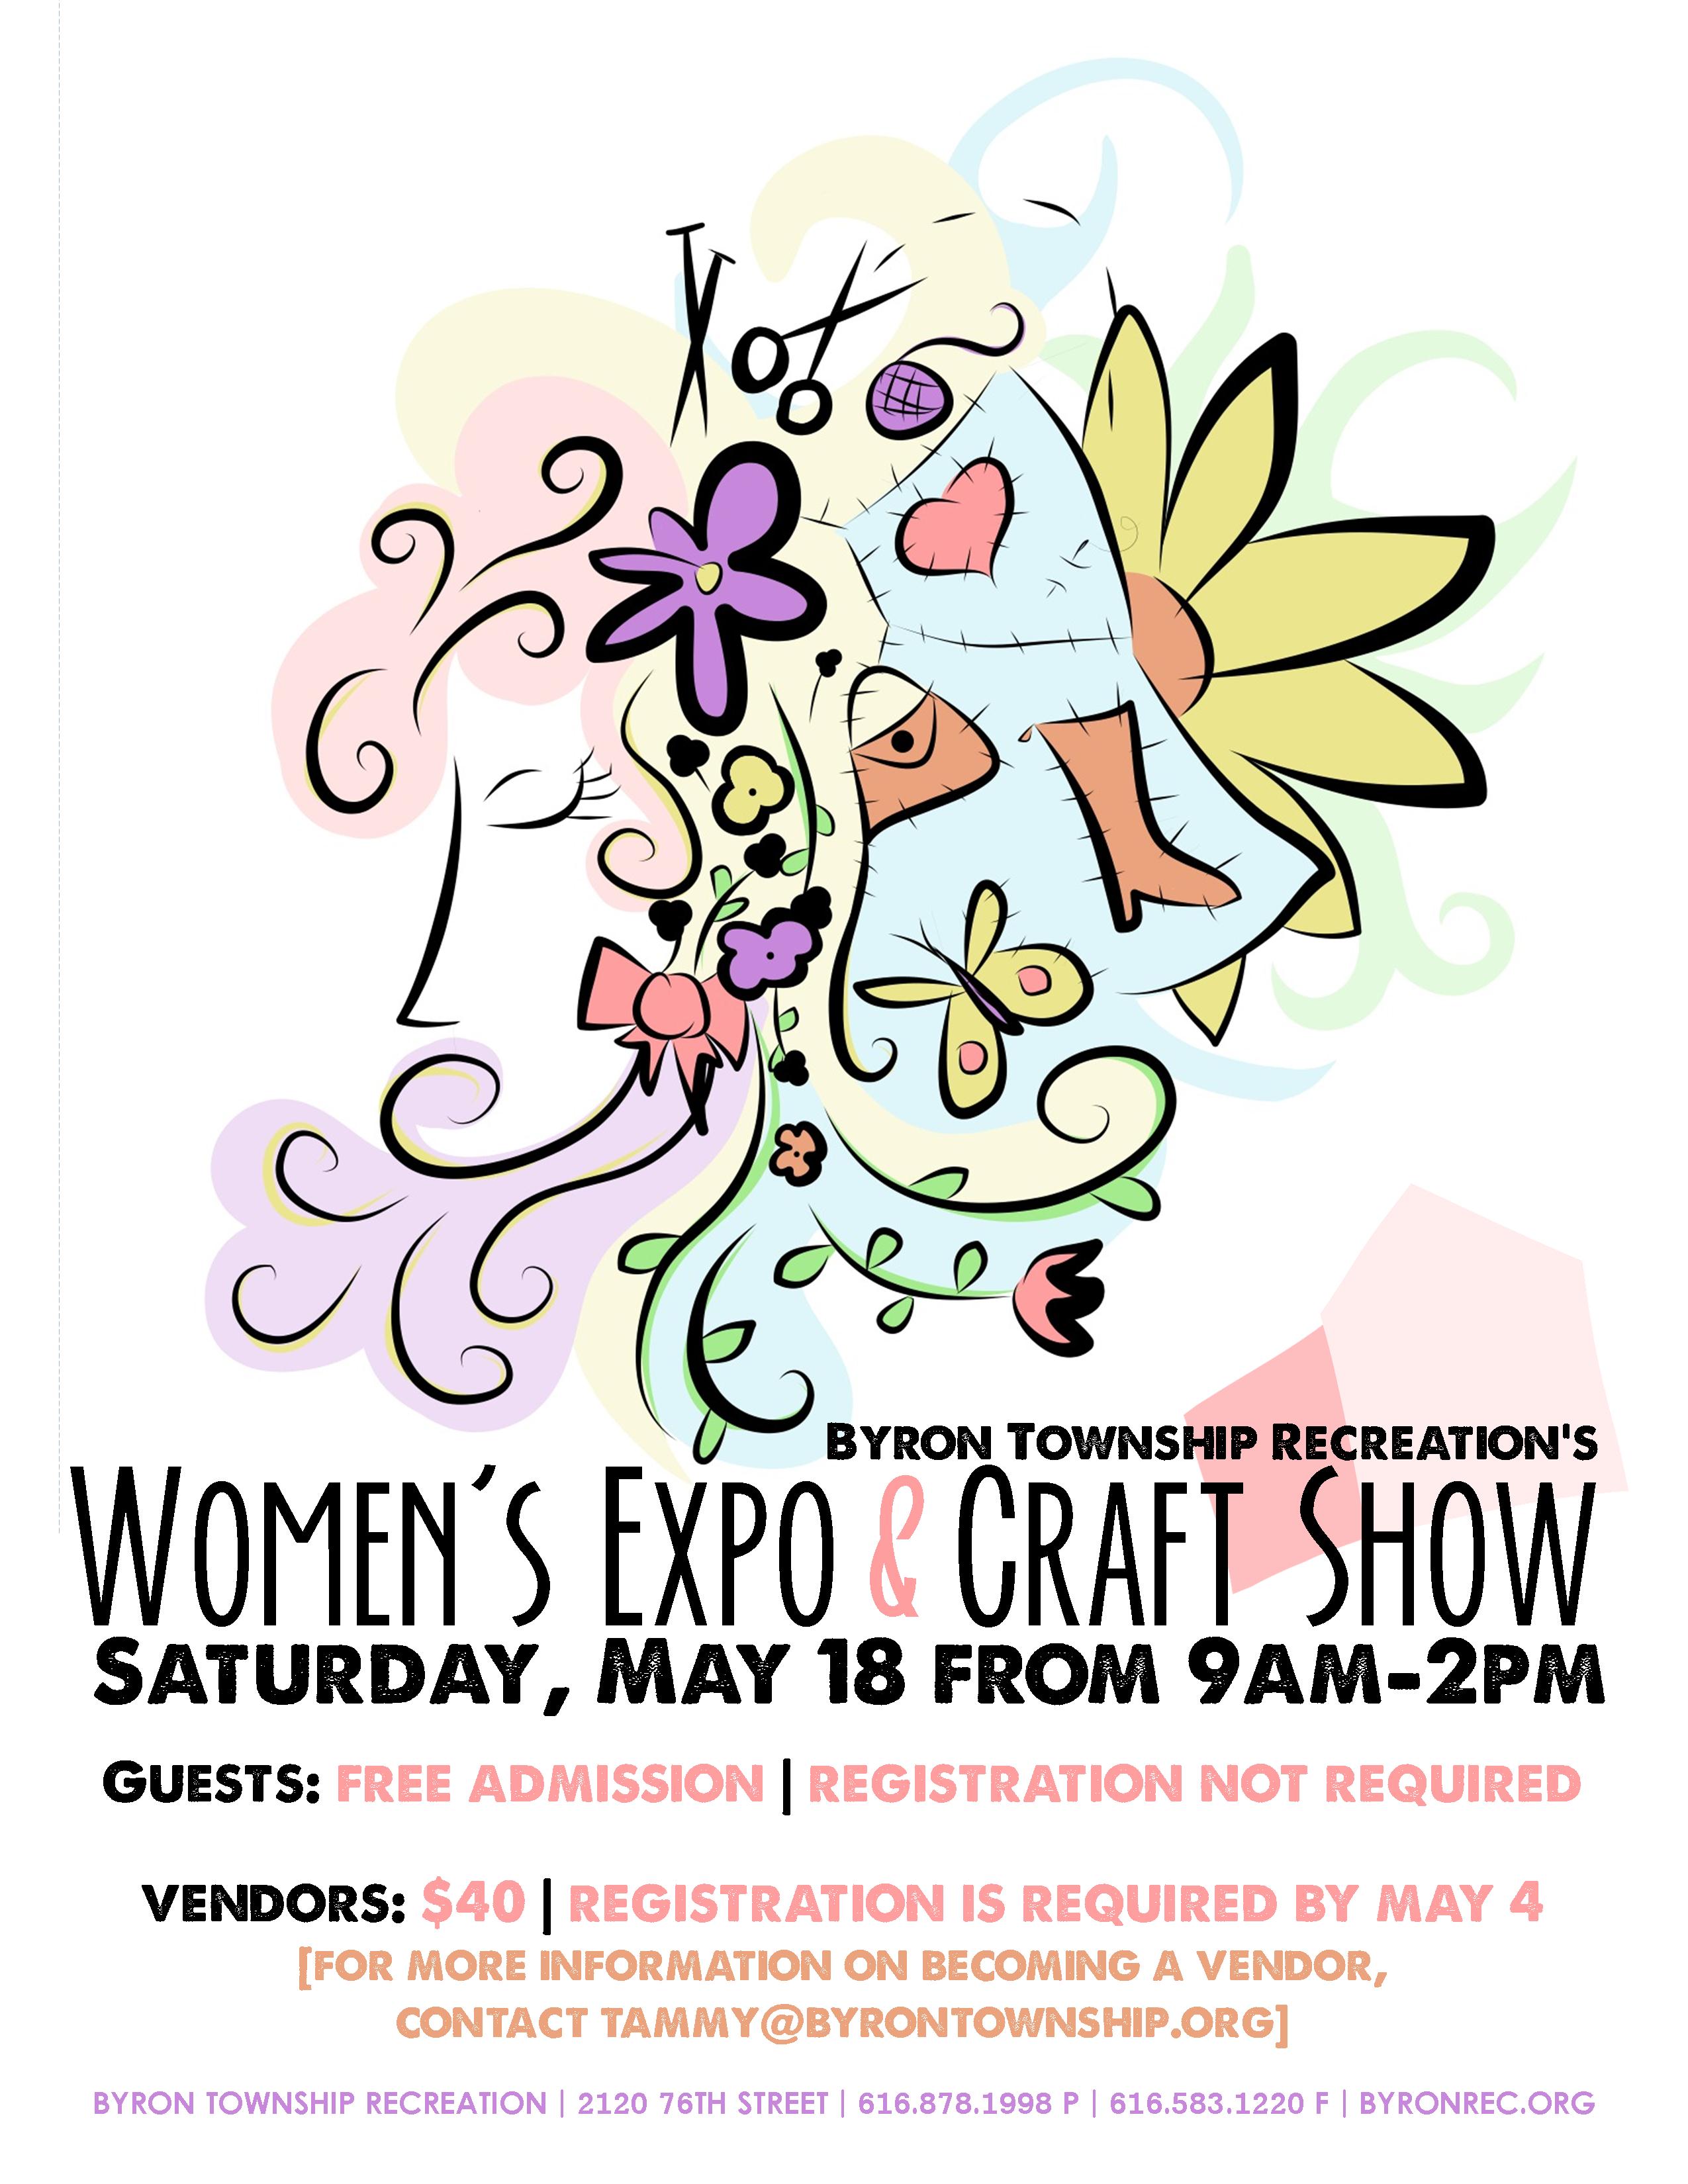 Byron Township Recreation's
Women's Expo & Craft Show
Saturday, May 18 from 9am-2pm
Guests: Free Admission | Registration Not Required
Vendors: $40 | Registration is Required by May 4
[For more information on becoming a vendor,
contact tammy@byrontownship.org]
BYRON TOWNSHIP RECREATION | 2120 76TH STREET | 616.878.1998 P | 616.583.1220 F | BYRONREC.ORG